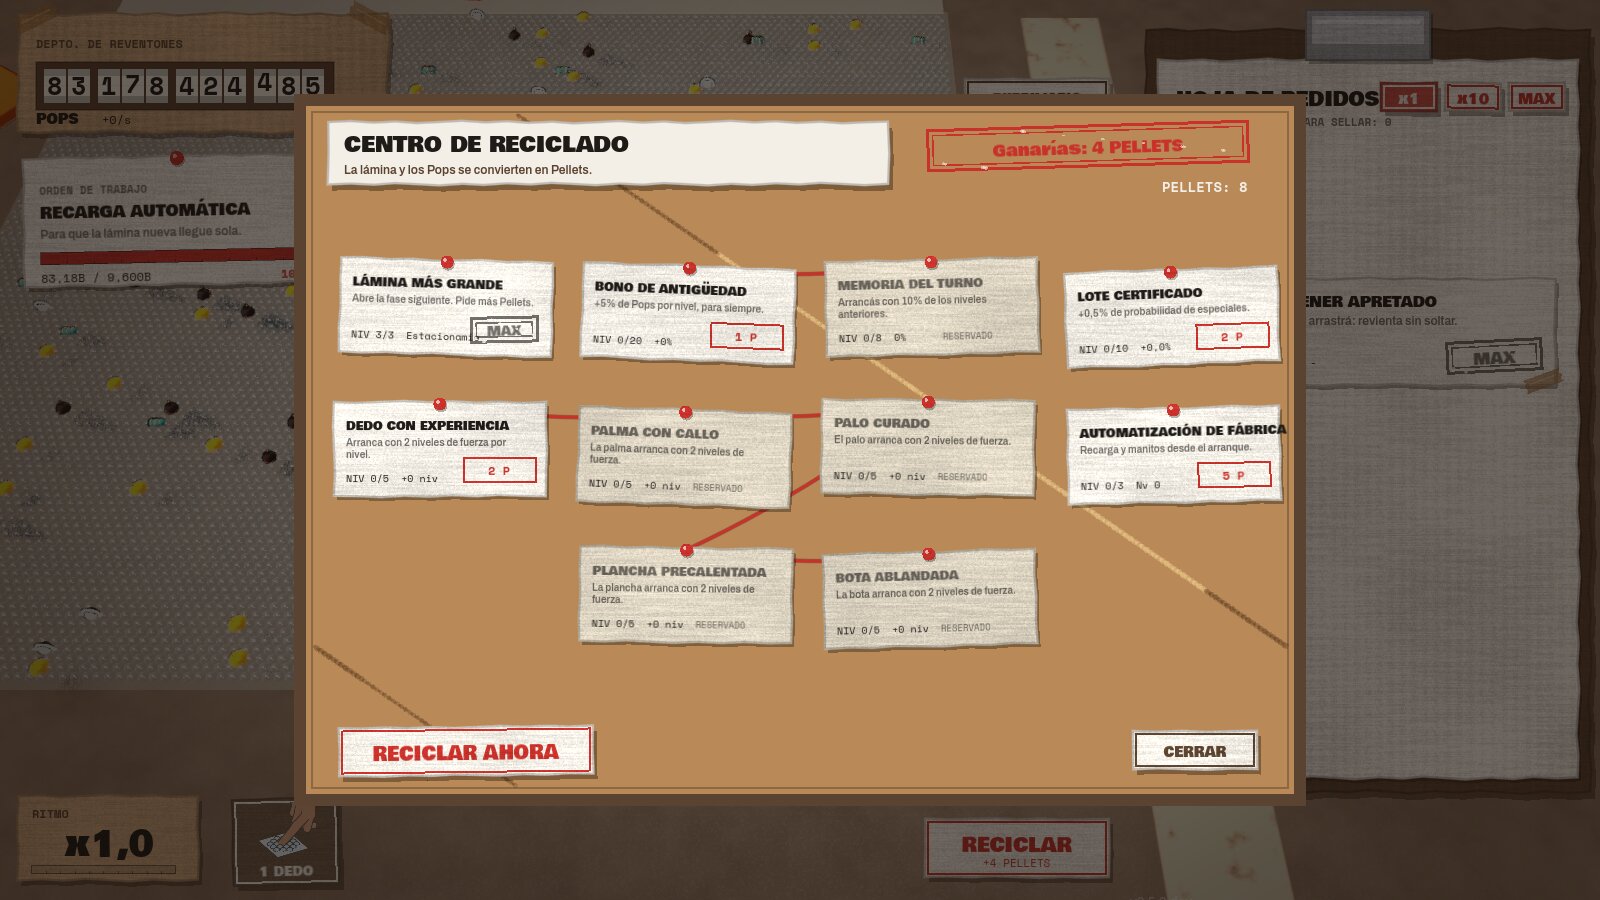 DEPTO. DE REVENTONES
83 178 424 485
POPS +0/s
ORDEN DE TRABAJO
RECARGA AUTOMÁTICA
Para que la lámina nueva llegue sola.
83.18B / 9.600B
CENTRO DE RECICLADO
La lámina y los Pops se convierten en Pellets.
Ganarías: 4 PELLETS
PELLETS: 8
LÁMINA MÁS GRANDE
Abre la fase siguiente. Pide más Pellets.
NIV 3/3
MAX
BONO DE ANTIGÜEDAD
+5% de Pops por nivel, para siempre.
NIV 0/20 +0%
1 P
MEMORIA DEL TURNO
Arrancás con 10% de los niveles
anteriores.
NIV 0/8 0% RESERVADO
LOTE CERTIFICADO
+0,5% de probabilidad de especiales.
NIV 0/10 +0,0%
2 P
DEDO CON EXPERIENCIA
Arranca con 2 niveles de fuerza por
nivel.
NIV 0/5 +0 niv
2 P
PALMA CON CALLO
La palma arranca con 2 niveles de
fuerza.
NIV 0/5 +0 niv RESERVADO
PALO CURADO
El palo arranca con 2 niveles de fuerza.
NIV 0/5 +0 niv RESERVADO
AUTOMATIZACIÓN DE FÁBRICA
Recarga y manitos desde el arranque.
NIV 0/3 Nv 0
5 P
PLANCHA PRECALENTADA
La plancha arranca con 2 niveles de
fuerza.
NIV 0/5 +0 niv RESERVADO
BOTA ABLANDADA
La bota arranca con 2 niveles de fuerza.
NIV 0/5 +0 niv RESERVADO
RECICLAR AHORA
CERRAR
PEDIDOS
x1
x10
MAX
SELLAR: 0
APRETADO
arrastrá: revienta sin soltar.
MAX
RITMO
x1,0
1 DEDO
RECICLAR
+4 PELLETS